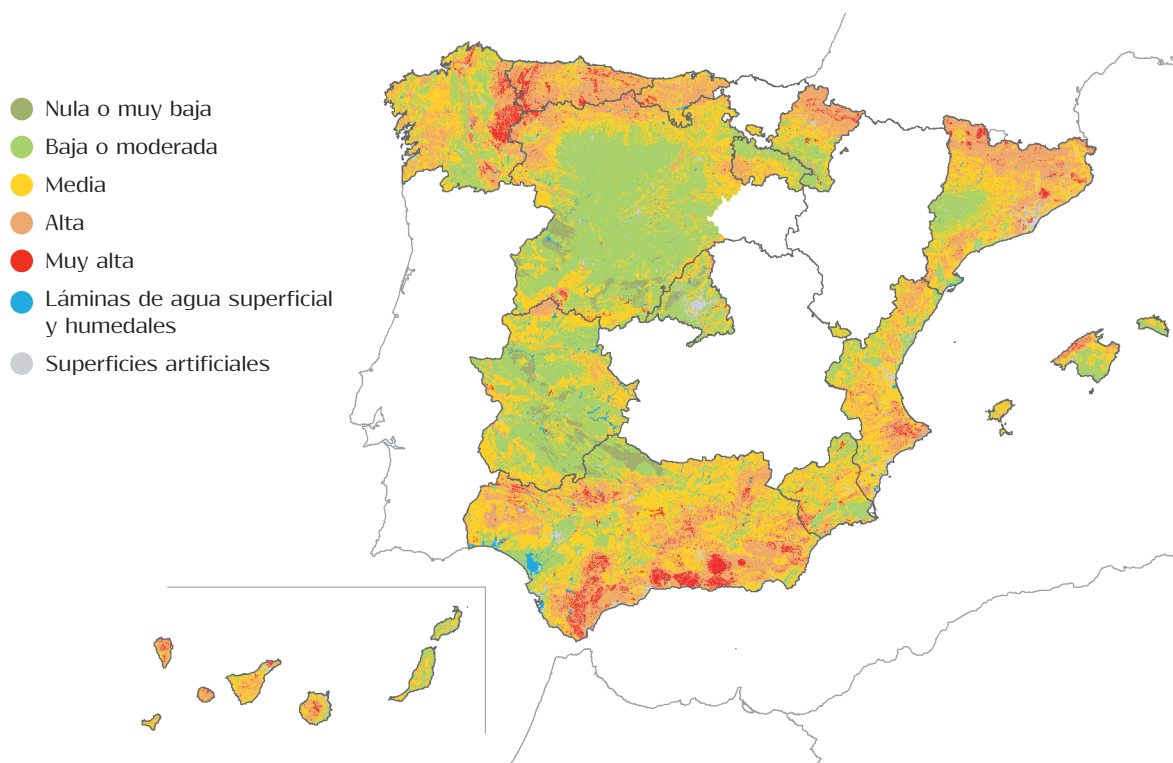 Nula o muy baja
Baja o moderada
Media
Alta
Muy alta
Láminas de agua superficial
y humedales
Superficies artificiales